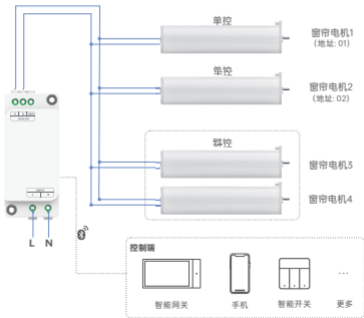 单控
窗帘电机1
(地址: 01)
单控
窗帘电机2
(地址: 02)
群控
窗帘电机3
窗帘电机4
L N
控制端
智能网关
手机
智能开关
...
更多